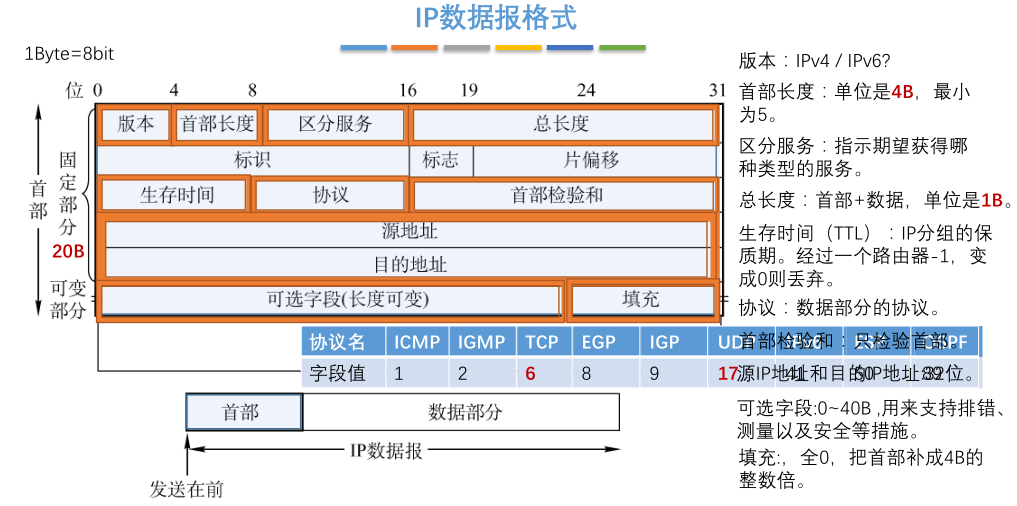 IP数据报格式
1Byte=8bit
位 0 4 8 16 19 24 31
版本 首部长度 区分服务 总长度
标识 标志 片偏移
生存时间 协议 首部检验和
源地址
目的地址
可选字段(长度可变) 填充
首部
固定部分
20B
可变
部分
协议名 ICMP IGMP TCP EGP IGP
字段值 1 2 6 8 9 17 41
首部 数据部分
IP数据报
发送在前
版本：IPv4 / IPv6?
首部长度：单位是4B，最小
为5。
区分服务：指示期望获得哪
种类型的服务。
总长度：首部+数据，单位是1B。
生存时间（TTL）：IP分组的保
质期。经过一个路由器-1，变
成0则丢弃。
协议：数据部分的协议。
首部检验和：只检验首部。
源IP地址和目的IP地址:32位。
可选字段:0~40B ,用来支持排错、
测量以及安全等措施。
填充:，全0，把首部补成4B的
整数倍。